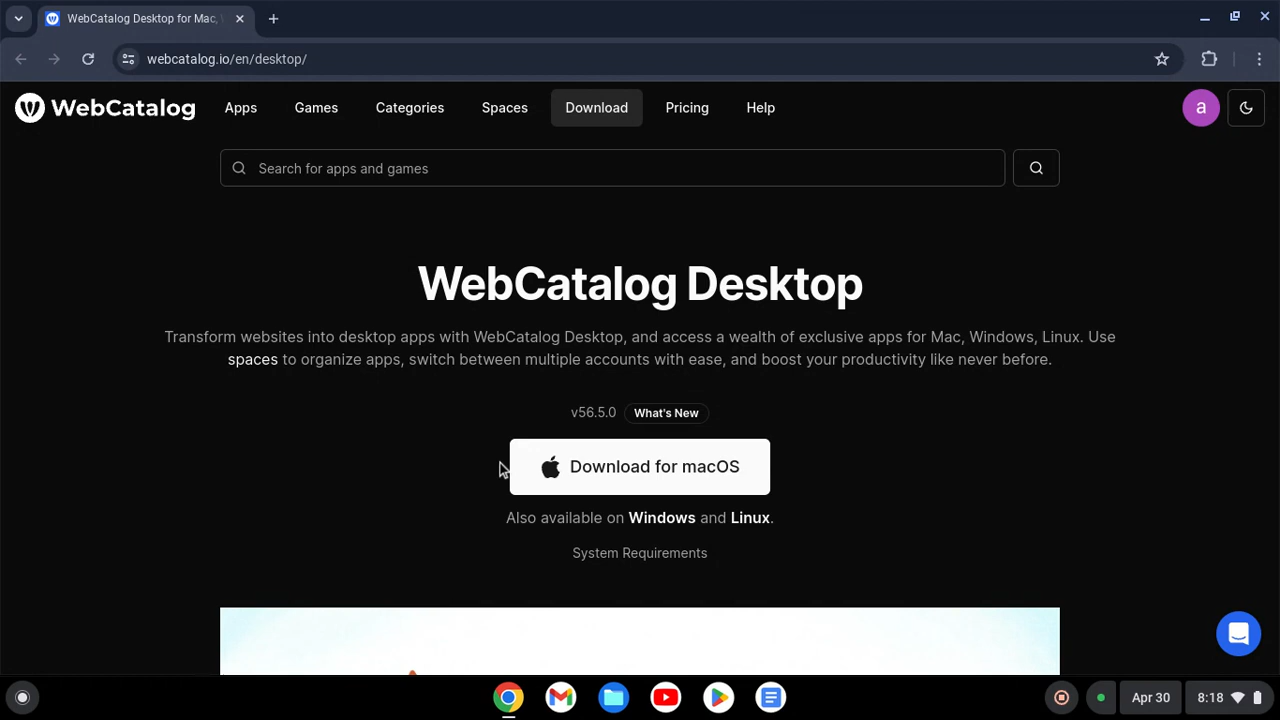 WebCatalog Desktop for Mac,
webcatalog.io/en/desktop/
WebCatalog Apps Games Categories Spaces Download Pricing Help a
Search for apps and games
WebCatalog Desktop
Transform websites into desktop apps with WebCatalog Desktop, and access a wealth of exclusive apps for Mac, Windows, Linux. Use
spaces to organize apps, switch between multiple accounts with ease, and boost your productivity like never before.
v56.5.0 What's New
Download for macOS
Also available on Windows and Linux.
System Requirements
Apr 30 8:18